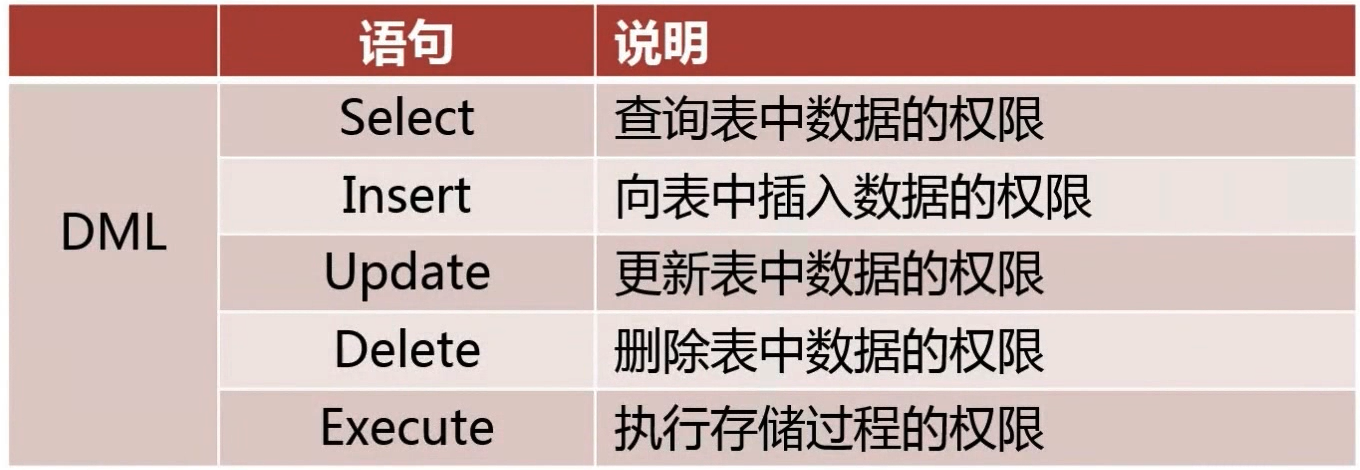 语句 说明
Select 查询表中数据的权限
Insert 向表中插入数据的权限
DML
Update 更新表中数据的权限
Delete 删除表中数据的权限
Execute 执行存储过程的权限